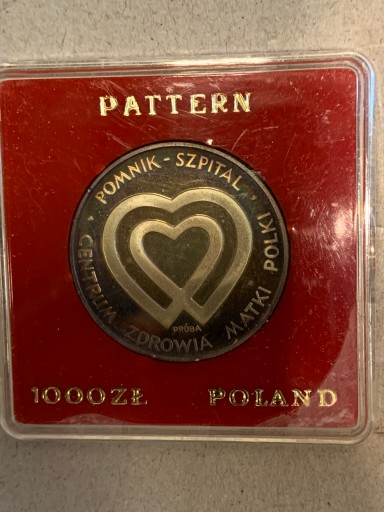 PATTERN
POMNIK - SZPITAL
CENTRUM ZDROWIA MATKI POLKI
PRÓBA
1000 ZŁ POLAND